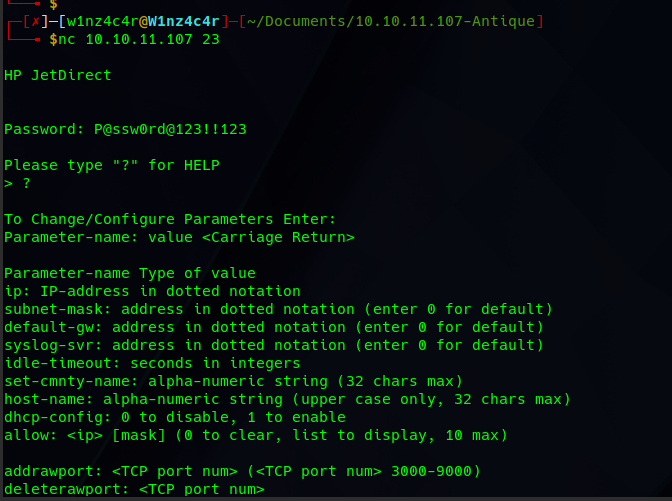 $
[✗]─[w1nz4c4r@W1nz4c4r]─[~/Documents/10.10.11.107-Antique]
$nc 10.10.11.107 23
HP JetDirect
Password: P@ssw0rd@123!!123
Please type "?" for HELP
> ?
To Change/Configure Parameters Enter:
Parameter-name: value <Carriage Return>
Parameter-name Type of value
ip: IP-address in dotted notation
subnet-mask: address in dotted notation (enter 0 for default)
default-gw: address in dotted notation (enter 0 for default)
syslog-svr: address in dotted notation (enter 0 for default)
idle-timeout: seconds in integers
set-cmnty-name: alpha-numeric string (32 chars max)
host-name: alpha-numeric string (upper case only, 32 chars max)
dhcp-config: 0 to disable, 1 to enable
allow: <ip> [mask] (0 to clear, list to display, 10 max)
addrawport: <TCP port num> (<TCP port num> 3000-9000)
deleterawport: <TCP port num>